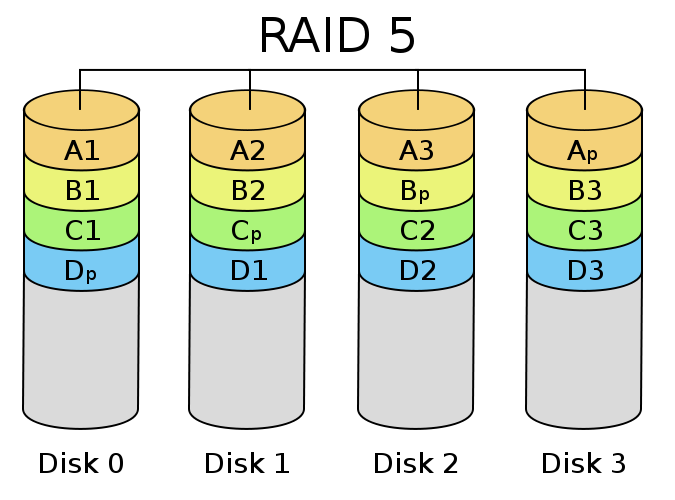 RAID 5
A1 A2 A3 Ap
B1 B2 Bp B3
C1 Cp C2 C3
Dp D1 D2 D3
Disk 0 Disk 1 Disk 2 Disk 3